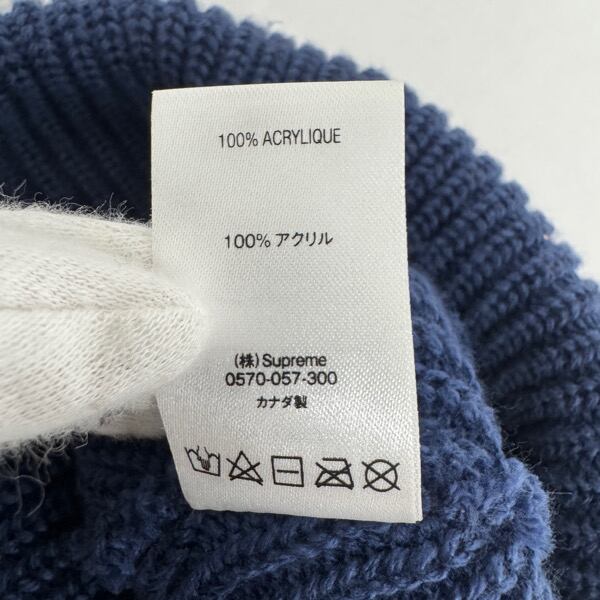 100% ACRYLIQUE
100% アクリル
(株) Supreme
0570-057-300
カナダ製